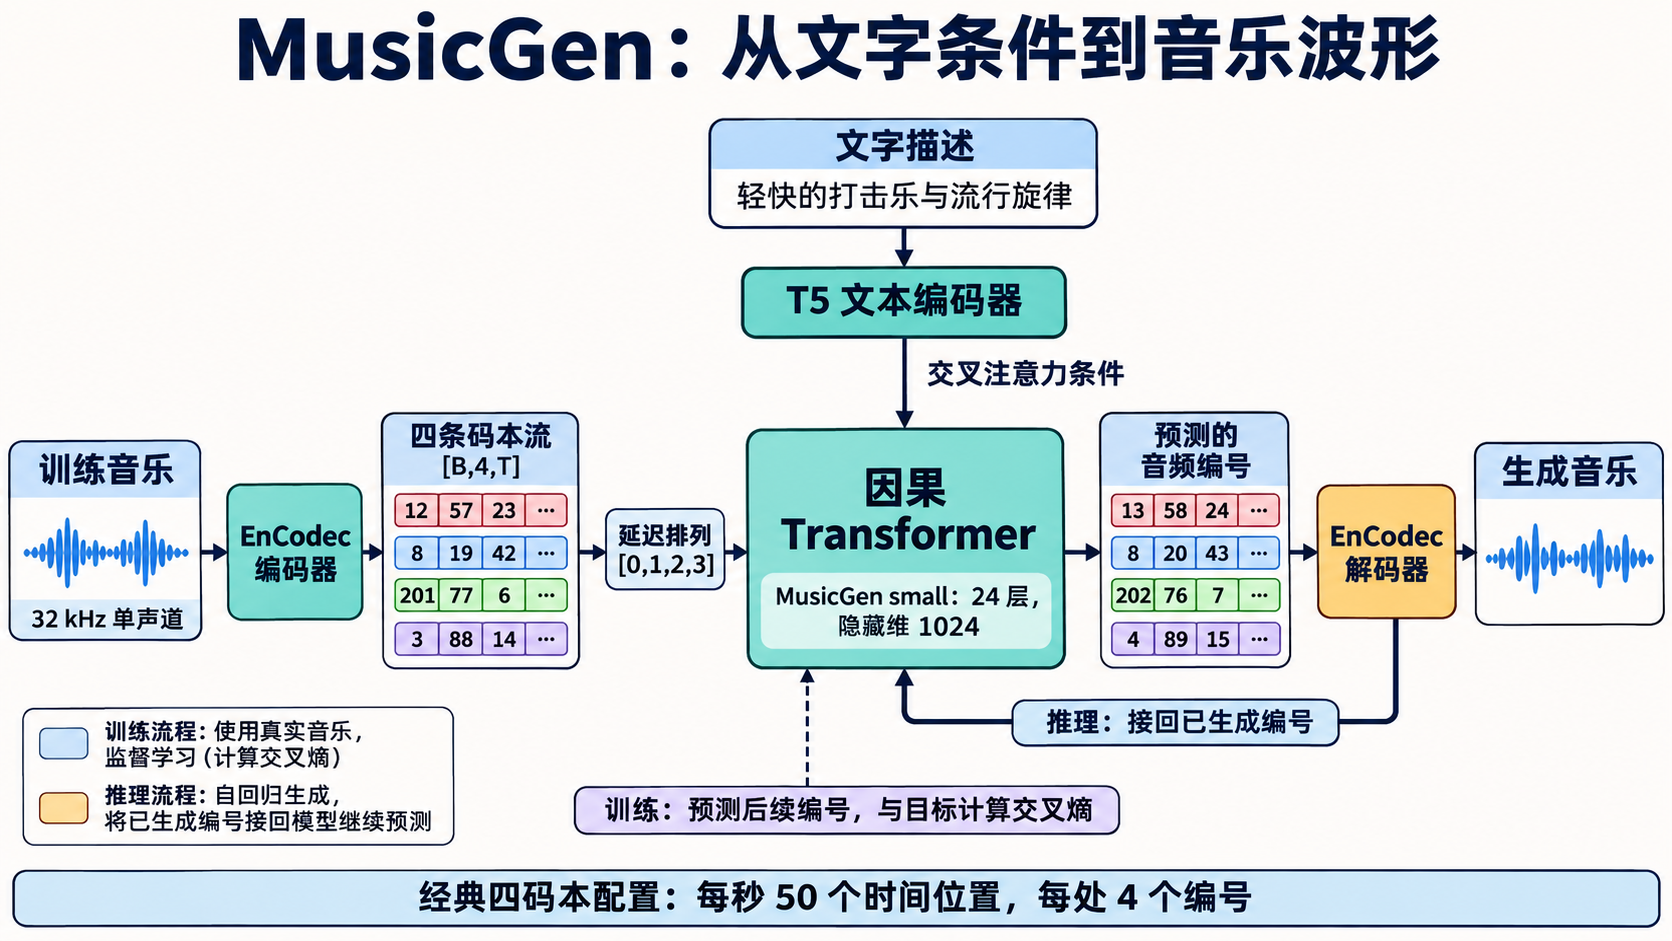 MusicGen：从文字条件到音乐波形
文字描述
轻快的打击乐与流行旋律
T5 文本编码器
交叉注意力条件
训练音乐
32 kHz 单声道
EnCodec
编码器
四条码本流
[B,4,T]
12 57 23 ...
8 19 42 ...
201 77 6 ...
3 88 14 ...
延迟排列
[0,1,2,3]
因果
Transformer
MusicGen small：24 层，
隐藏维 1024
预测的
音频编号
13 58 24 ...
8 20 43 ...
202 76 7 ...
4 89 15 ...
EnCodec
解码器
生成音乐
推理：接回已生成编号
训练：预测后续编号，与目标计算交叉熵
训练流程：使用真实音乐，
监督学习 (计算交叉熵)
推理流程：自回归生成，
将已生成编号接回模型继续预测
经典四码本配置：每秒 50 个时间位置，每处 4 个编号